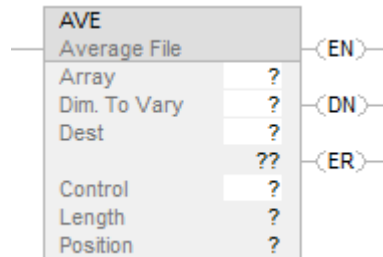 AVE
Average File (EN)
Array ?
Dim. To Vary ? (DN)
Dest ?
?? (ER)
Control ?
Length ?
Position ?